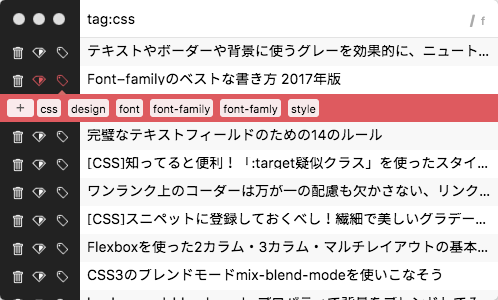 tag:css
/ f
テキストやボーダーや背景に使うグレーを効果的に、ニュート…
Font–familyのベストな書き方 2017年版
+ css design font font-family font-famly style
完璧なテキストフィールドのための14のルール
[CSS]知ってると便利！「:target疑似クラス」を使ったスタイ…
ワンランク上のコーダーは万が一の配慮も欠かさない、リンク…
[CSS]スニペットに登録しておくべし！繊細で美しいグラデー…
Flexboxを使った2カラム・3カラム・マルチレイアウトの基本…
CSS3のブレンドモードmix-blend-modeを使いこなそう